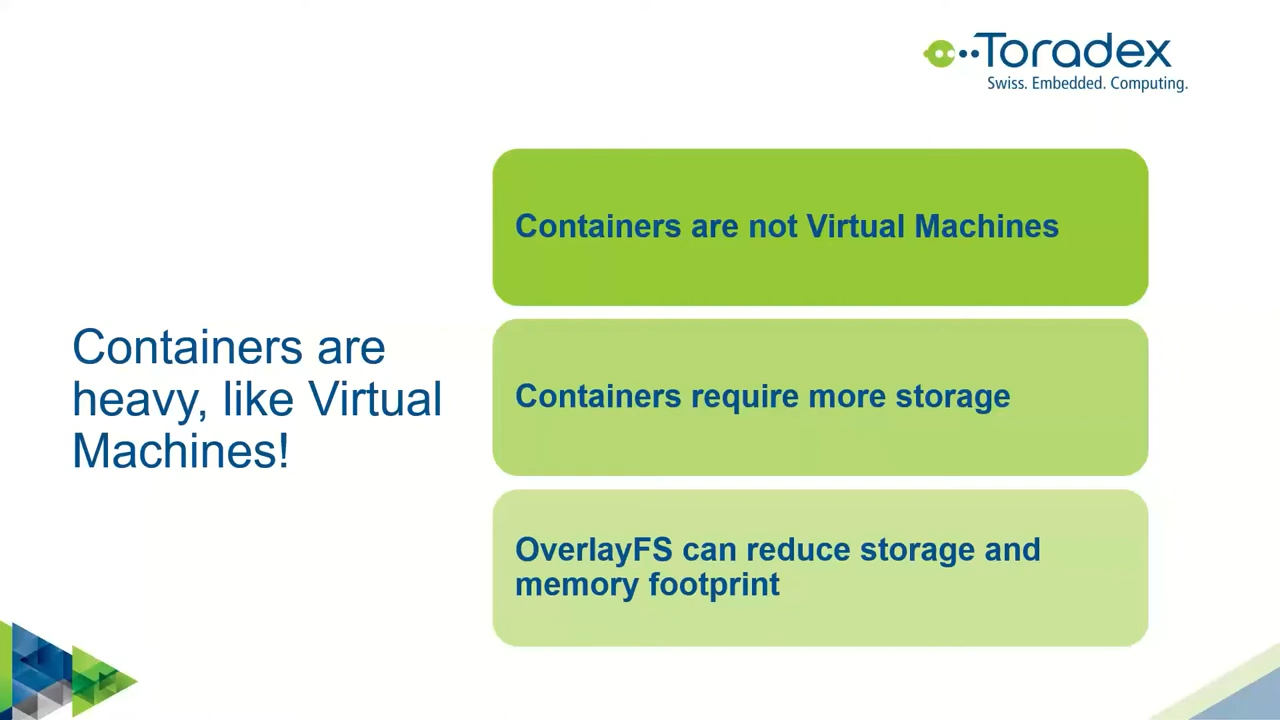 Toradex
Swiss. Embedded. Computing.
Containers are
heavy, like Virtual
Machines!
Containers are not Virtual Machines
Containers require more storage
OverlayFS can reduce storage and
memory footprint